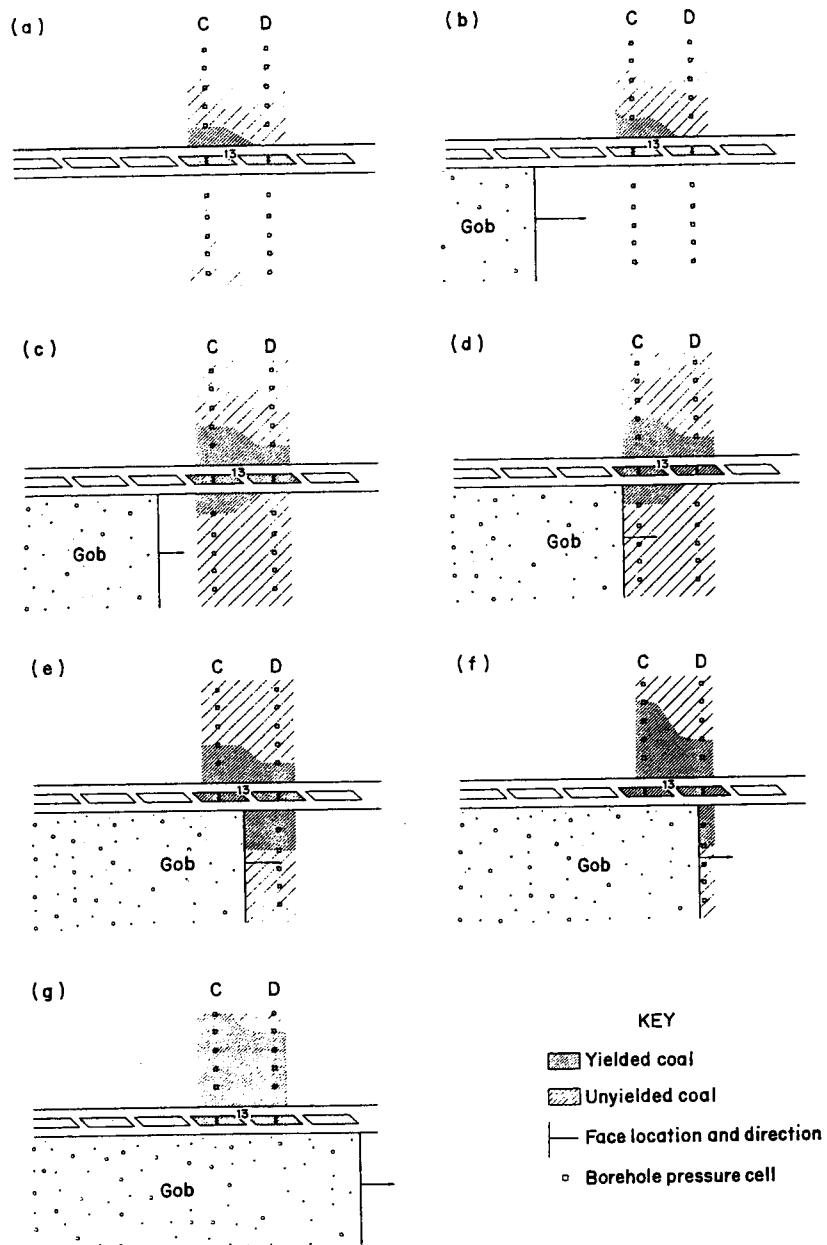 (a)
C D
13
(b)
C D
13
Gob
(c)
C D
13
Gob
(d)
C D
13
Gob
(e)
C D
13
Gob
(f)
C D
13
Gob
(g)
C D
13
Gob
KEY
Yielded coal
Unyielded coal
Face location and direction
Borehole pressure cell